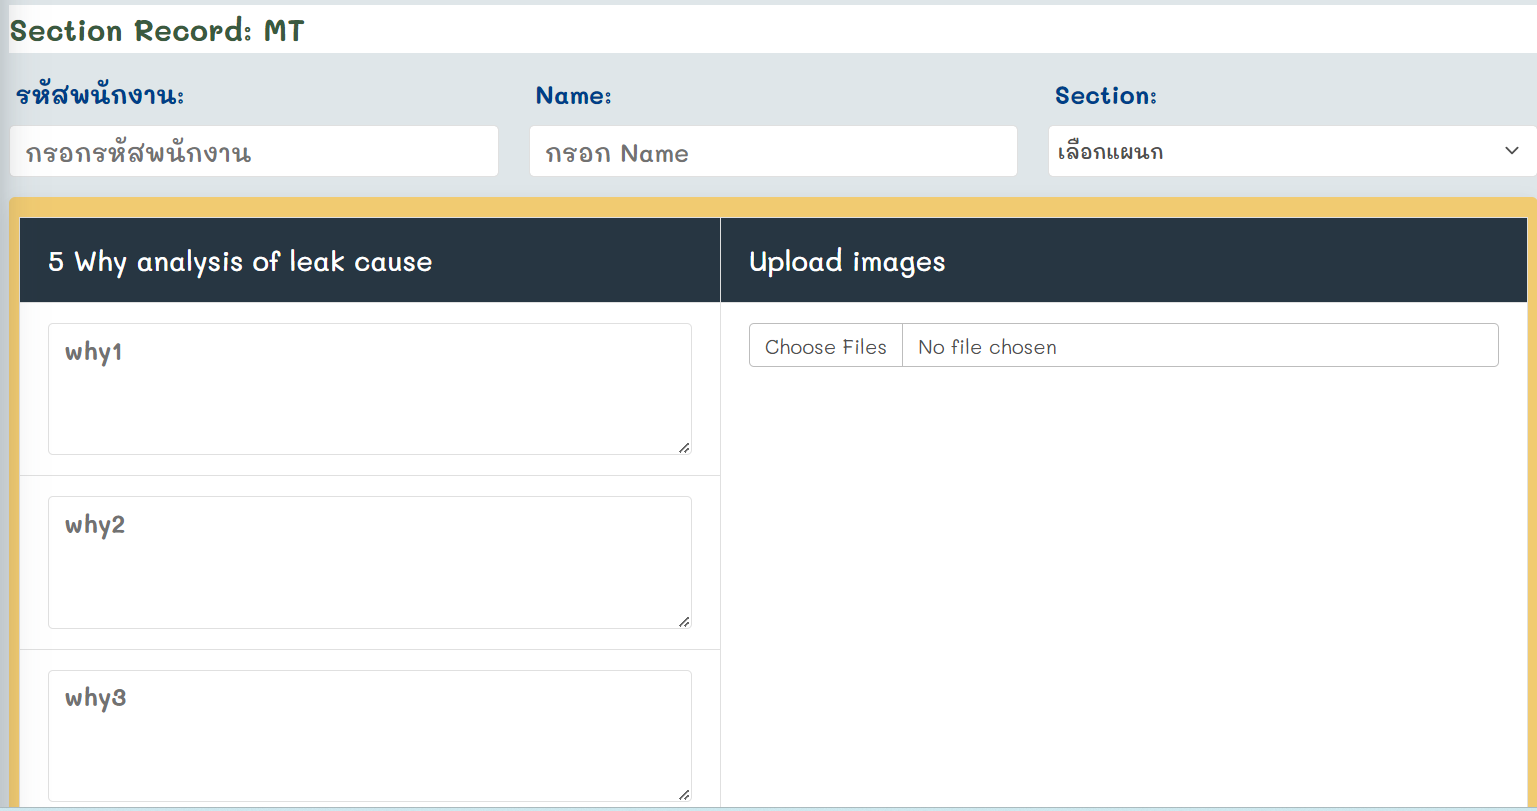 Section Record: MT
รหัสพนักงาน: Name: Section:
กรอกรหัสพนักงาน กรอก Name เลือกแผนก
5 Why analysis of leak cause Upload images
why1 Choose Files No file chosen
why2
why3